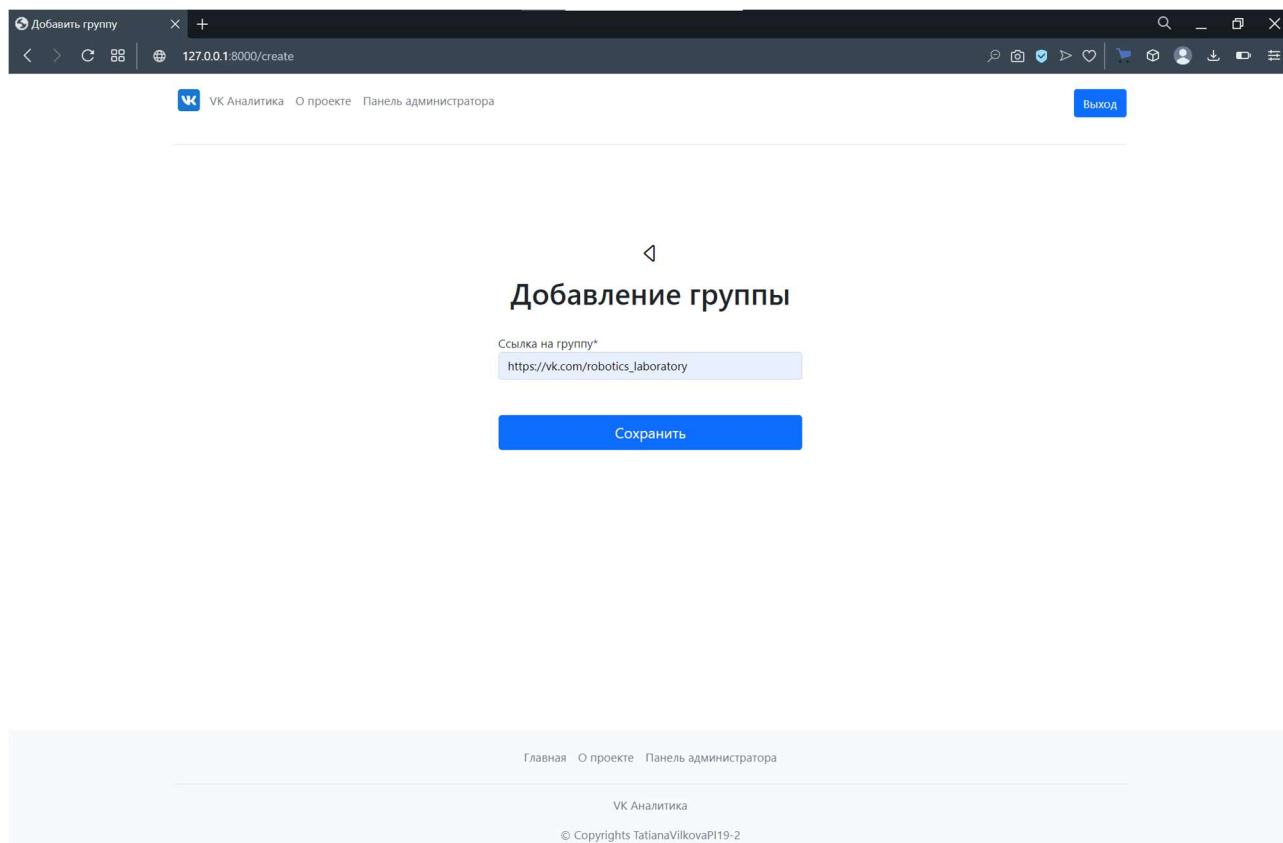 Добавить группу
127.0.0.1:8000/create
VK Аналитика О проекте Панель администратора
Выход
Добавление группы
Ссылка на группу*
https://vk.com/robotics_laboratory
Сохранить
Главная О проекте Панель администратора
VK Аналитика
© Copyrights TatianaVilkovaPI19-2